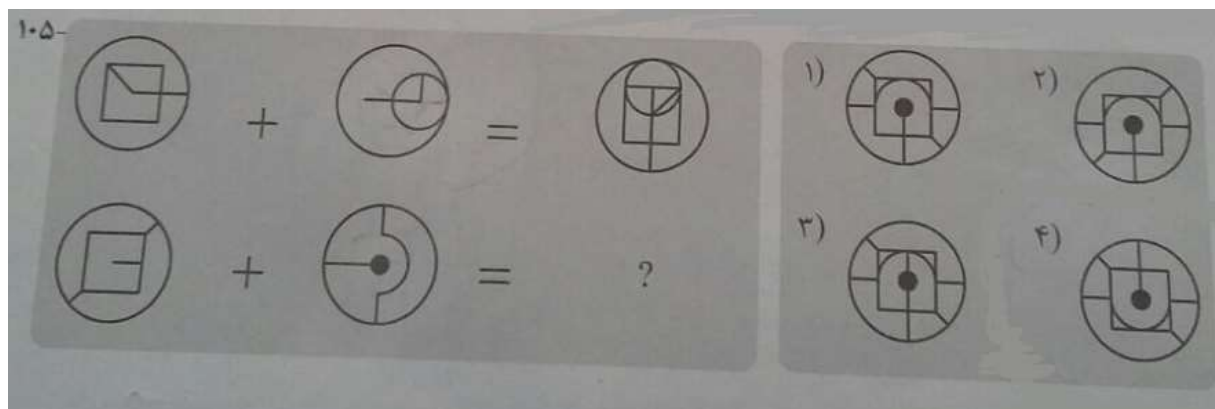 ۱۰۵-
+ =
+ = ?
۱) ۲)
۳) ۴)